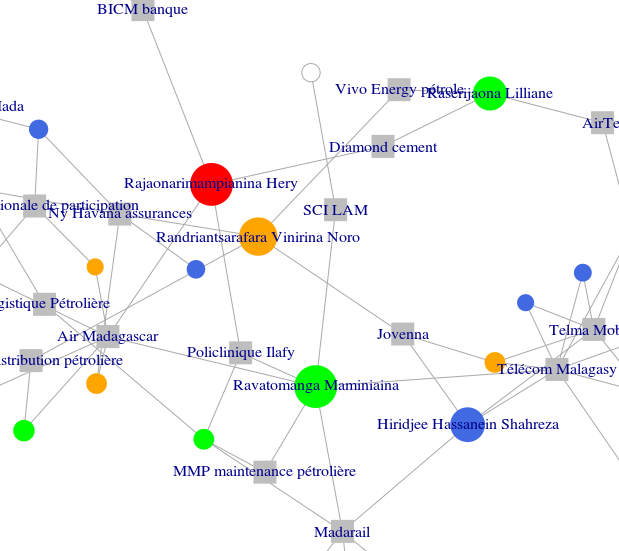 BICM banque
Vivo Energy pétrole
Raserijaona Lilliane
Mada
AirTe
Diamond cement
Rajaonarimampianina Hery
ionale de participation
Ny Havana assurances
SCI LAM
Randriantsarafara Vinirina Noro
gistique Pétrolière
Air Madagascar
Jovenna
Telma Mob
Policlinique Ilafy
stribution pétrolière
Télécom Malagasy
Ravatomanga Maminiaina
Hiridjee Hassanein Shahreza
MMP maintenance pétrolière
Madarail